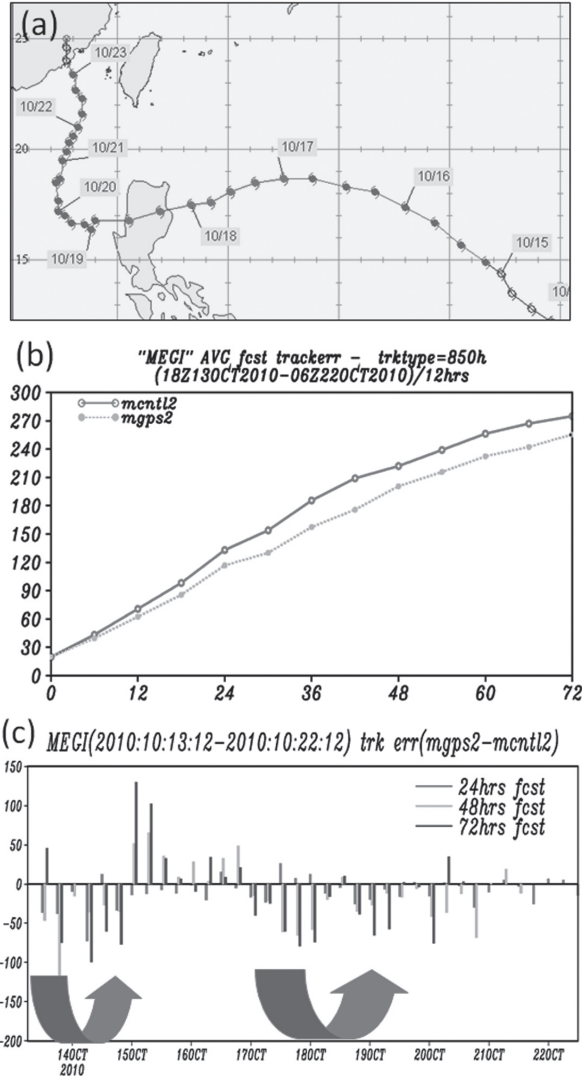 (a)
25
20
15
10/23
10/22
10/21
10/20
10/19
10/18
10/17
10/16
10/15
10/
(b)
"MEGI" AVG fcst trackerr – trktype=850h
(18Z13OCT2010–06Z22OCT2010)/12hrs
300
270
240
210
180
150
120
90
60
30
0
mcntl2
mgps2
0 12 24 36 48 60 72
(c) MEGI(2010:10:13:12–2010:10:22:12) trk err(mgps2–mcntl2)
150
100
50
0
-50
-100
-150
-200
24hrs fcst
48hrs fcst
72hrs fcst
14OCT 15OCT 16OCT 17OCT 18OCT 19OCT 20OCT 21OCT 22OCT
2010